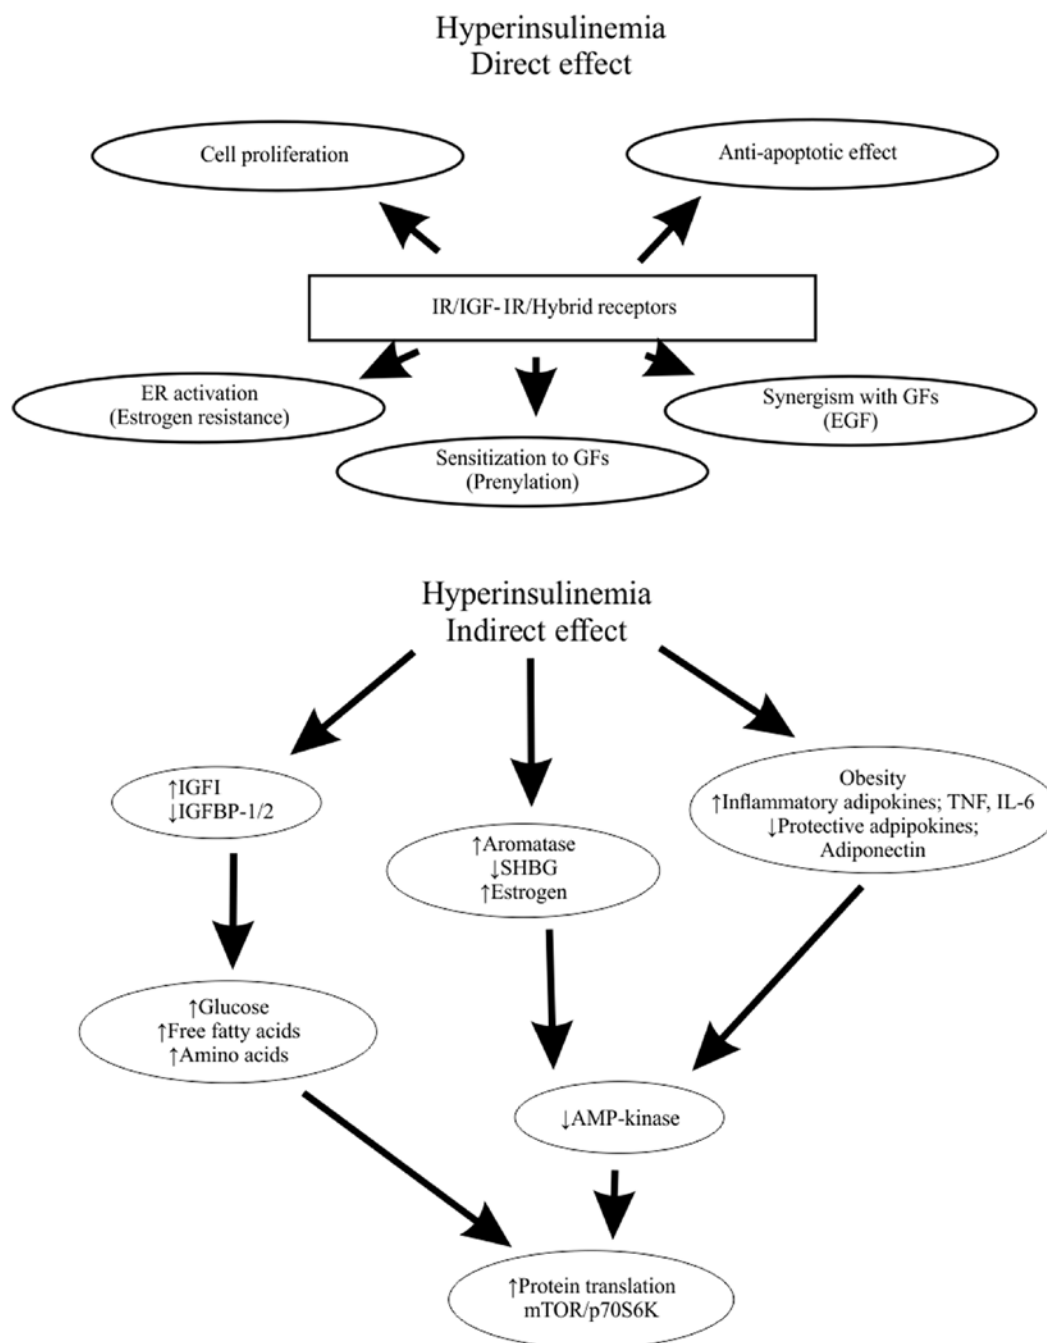 Hyperinsulinemia
Direct effect
Cell proliferation
Anti-apoptotic effect
IR/IGF-IR/Hybrid receptors
ER activation
(Estrogen resistance)
Synergism with GFs
(EGF)
Sensitization to GFs
(Prenylation)
Hyperinsulinemia
Indirect effect
↑IGFI
↓IGFBP-1/2
↑Aromatase
↓SHBG
↑Estrogen
Obesity
↑Inflammatory adipokines; TNF, IL-6
↓Protective adpipokines;
Adiponectin
↑Glucose
↑Free fatty acids
↑Amino acids
↓AMP-kinase
↑Protein translation
mTOR/p70S6K